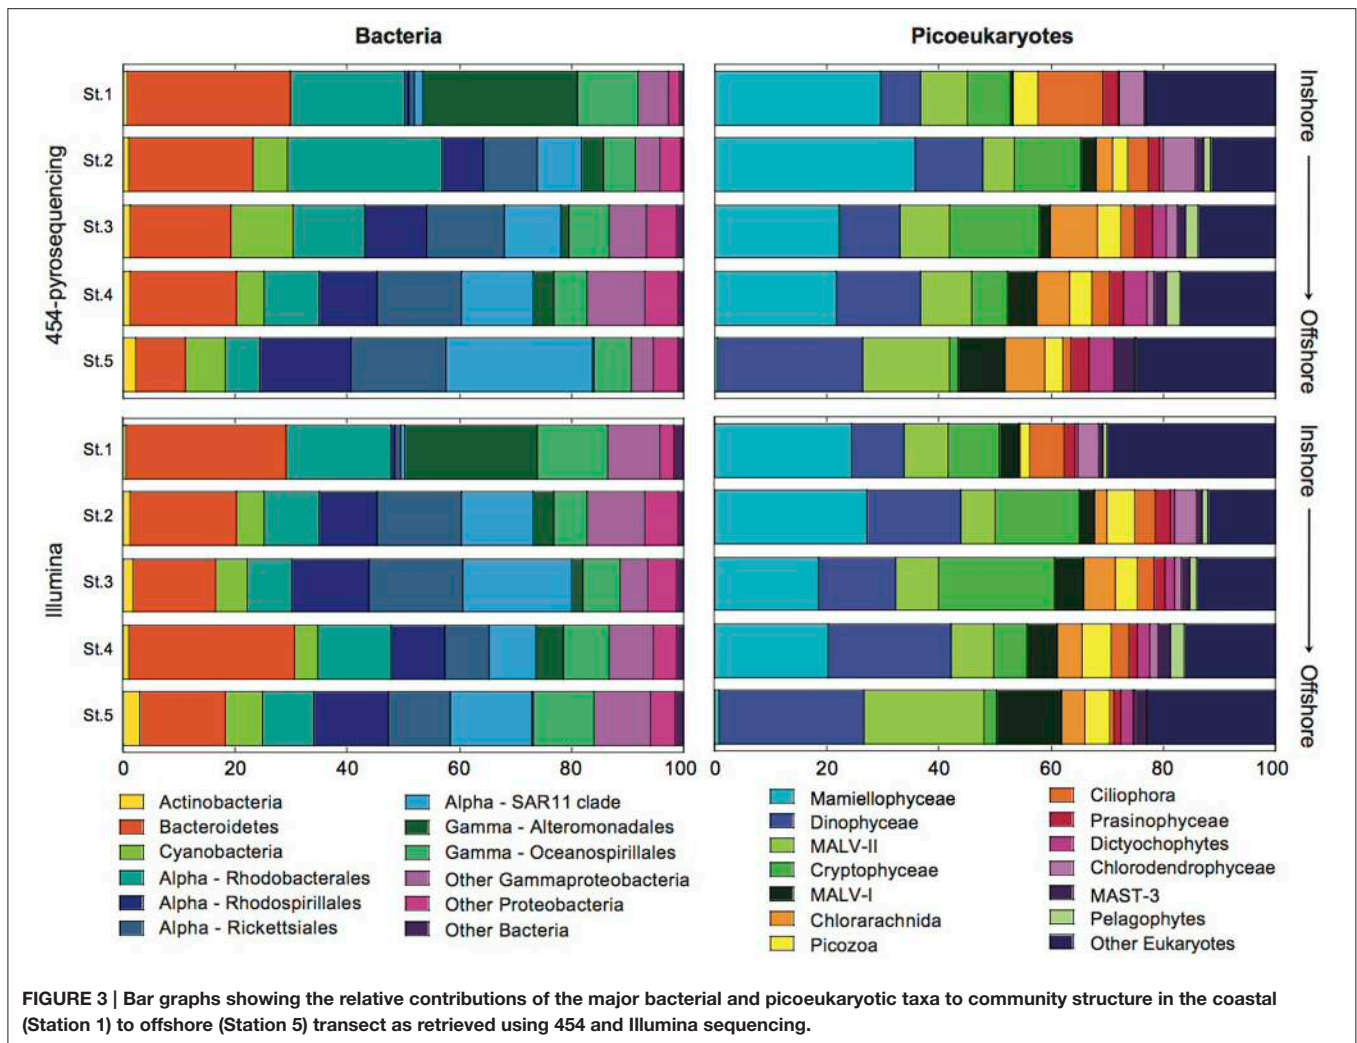 Bacteria
Picoeukaryotes
454-pyrosequencing
St.1
St.2
St.3
St.4
St.5
Inshore
Offshore
Illumina
St.1
St.2
St.3
St.4
St.5
Inshore
Offshore
0 20 40 60 80 100
0 20 40 60 80 100
Actinobacteria
Bacteroidetes
Cyanobacteria
Alpha - Rhodobacterales
Alpha - Rhodospirillales
Alpha - Rickettsiales
Alpha - SAR11 clade
Gamma - Alteromonadales
Gamma - Oceanospirillales
Other Gammaproteobacteria
Other Proteobacteria
Other Bacteria
Mamiellophyceae
Dinophyceae
MALV-II
Cryptophyceae
MALV-I
Chlorarachnida
Picozoa
Ciliophora
Prasinophyceae
Dictyochophytes
Chlorodendrophyceae
MAST-3
Pelagophytes
Other Eukaryotes
FIGURE 3 | Bar graphs showing the relative contributions of the major bacterial and picoeukaryotic taxa to community structure in the coastal
(Station 1) to offshore (Station 5) transect as retrieved using 454 and Illumina sequencing.